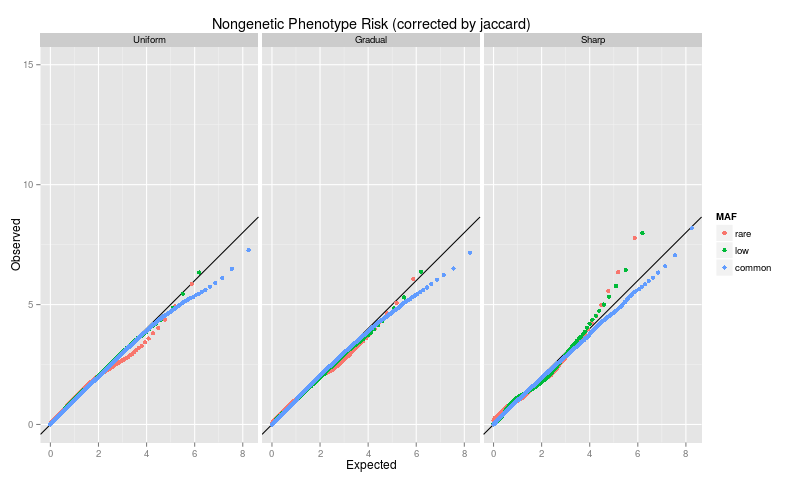 Nongenetic Phenotype Risk (corrected by jaccard)
Uniform Gradual Sharp
15
10
5
0
Observed
0 2 4 6 8 0 2 4 6 8 0 2 4 6 8
Expected
MAF
rare
low
common